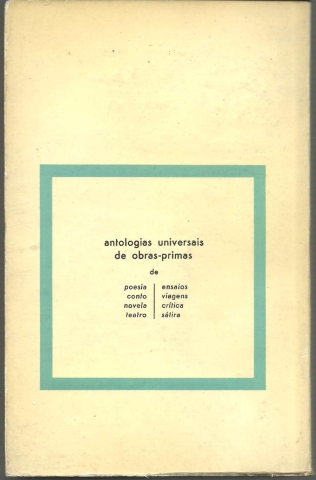 antologias universais
de obras-primas
de
poesia | ensaios
conto | viagens
novela | crítica
teatro | sátira